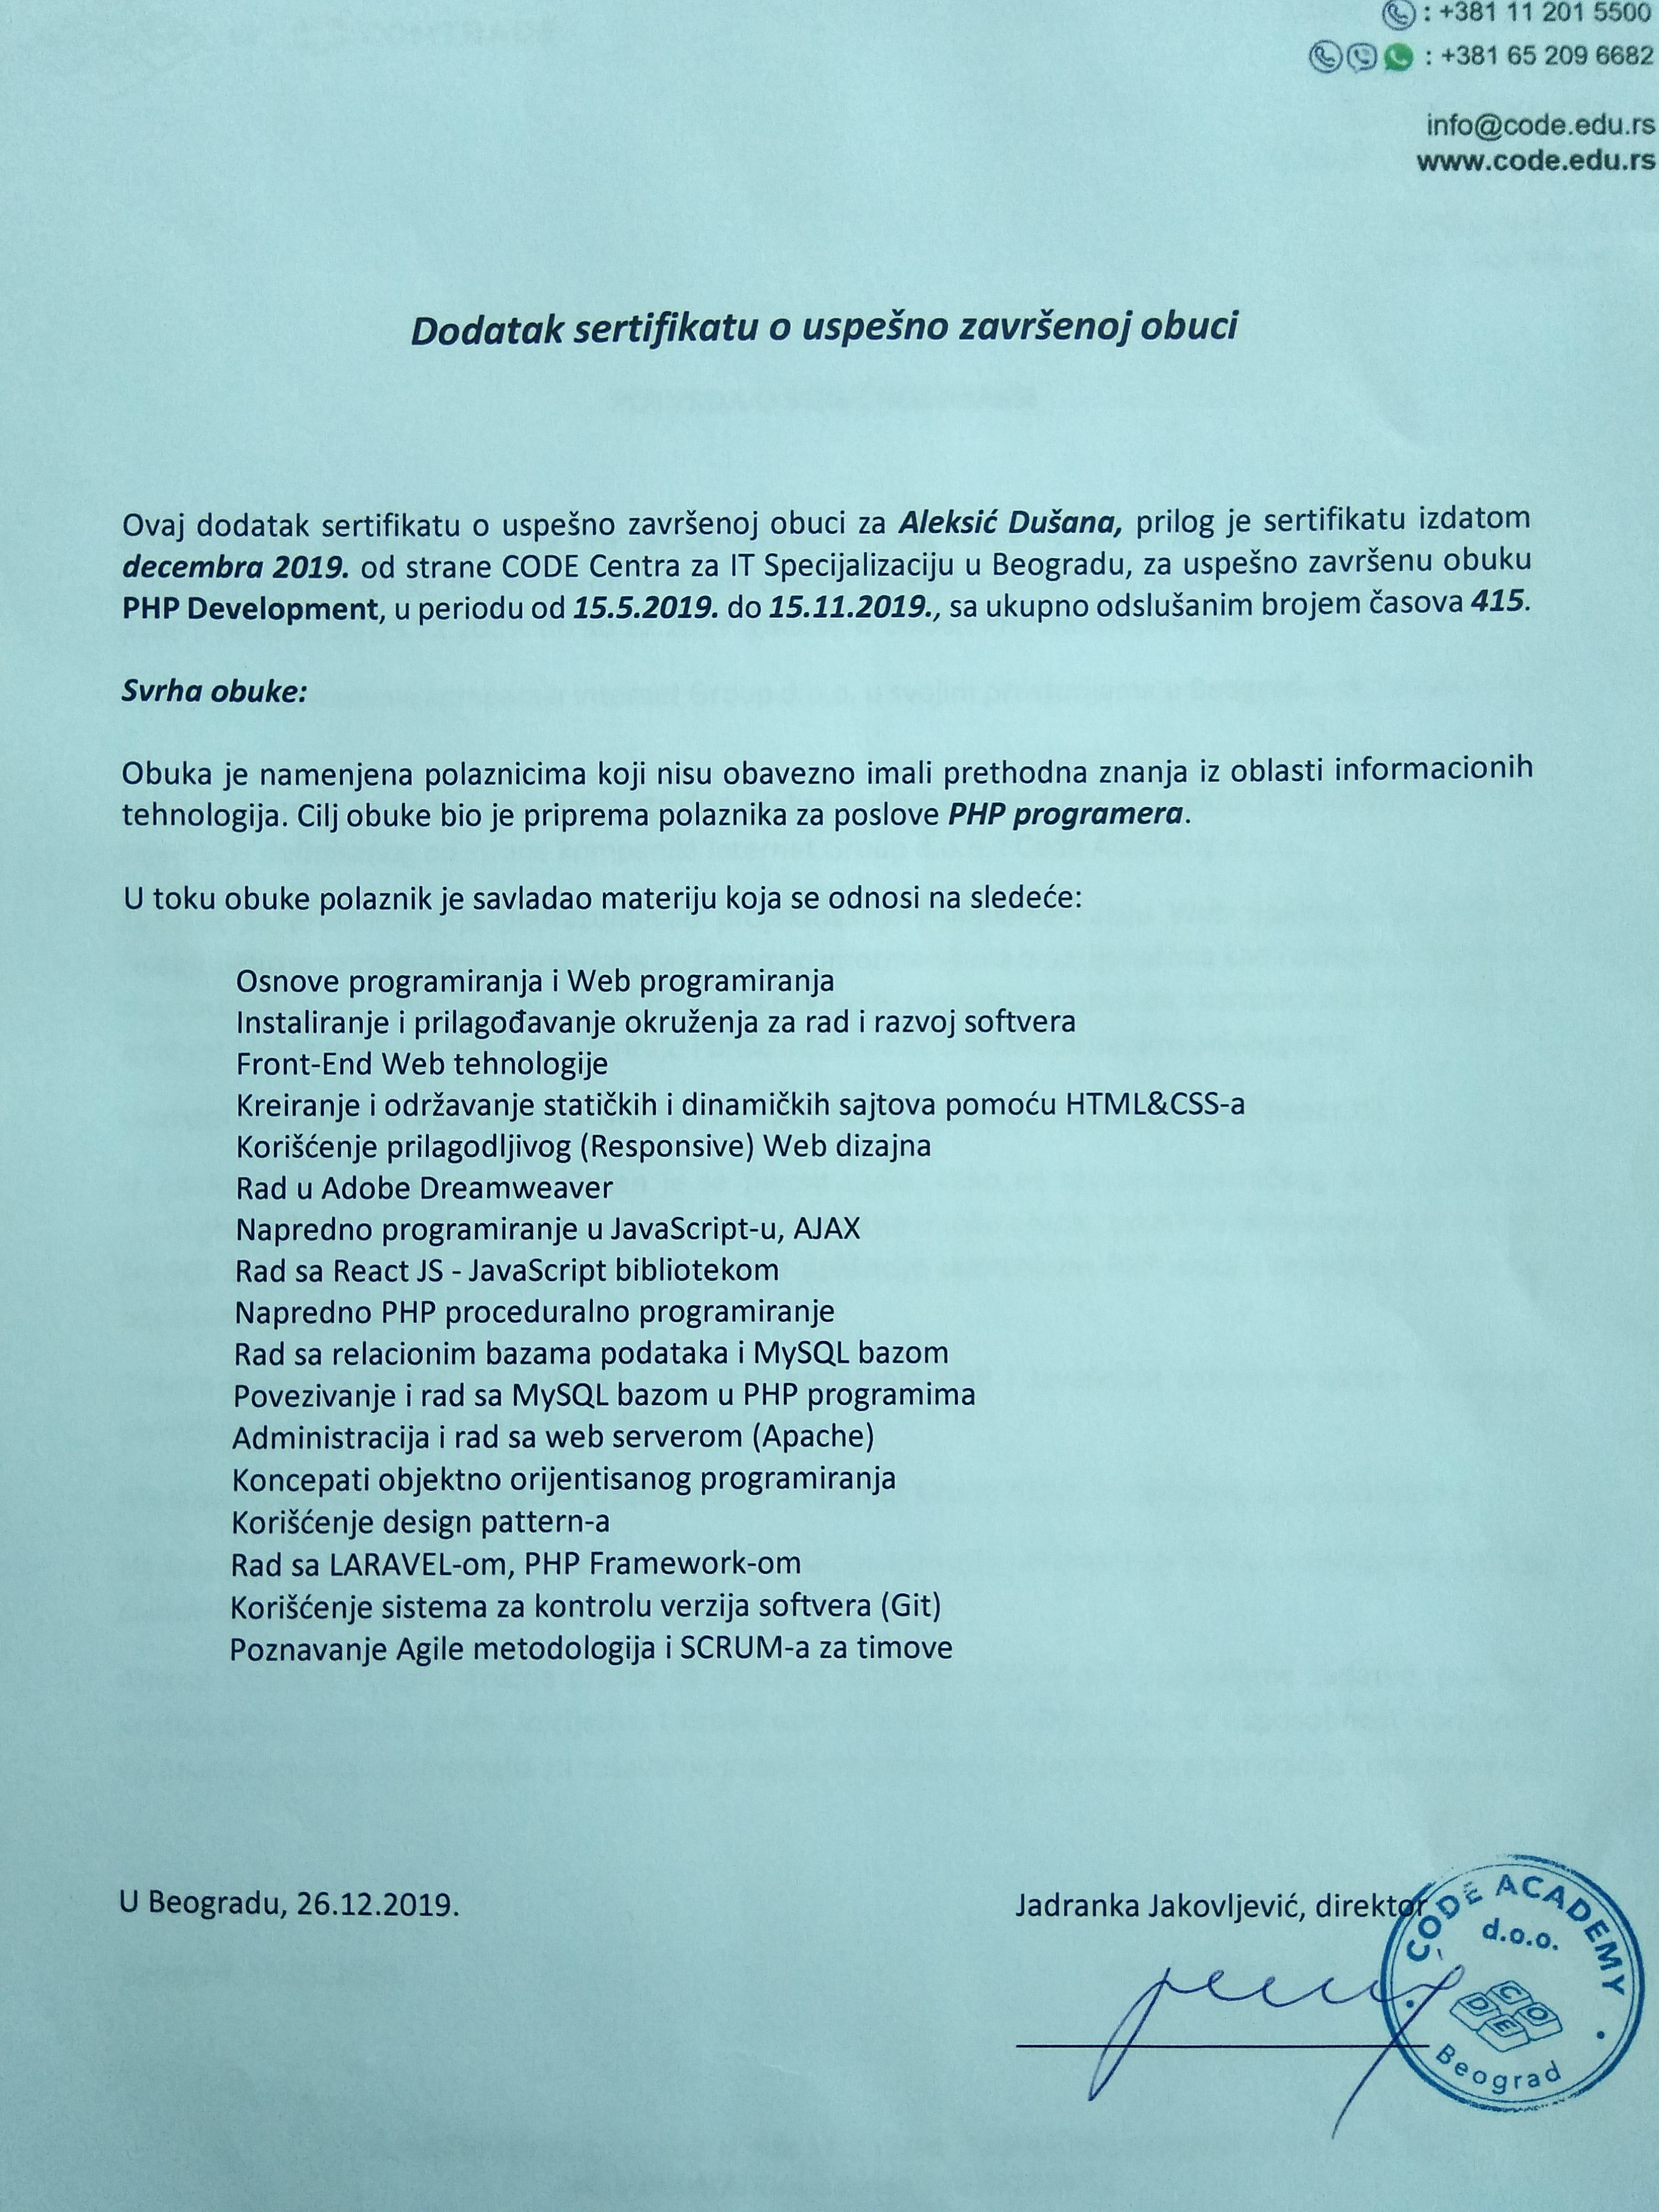 : +381 11 201 5500
: +381 65 209 6682
info@code.edu.rs
www.code.edu.rs
Dodatak sertifikatu o uspešno završenoj obuci
Ovaj dodatak sertifikatu o uspešno završenoj obuci za Aleksić Dušana, prilog je sertifikatu izdatom
decembra 2019. od strane CODE Centra za IT Specijalizaciju u Beogradu, za uspešno završenu obuku
PHP Development, u periodu od 15.5.2019. do 15.11.2019., sa ukupno odslušanim brojem časova 415.
Svrha obuke:
Obuka je namenjena polaznicima koji nisu obavezno imali prethodna znanja iz oblasti informacionih
tehnologija. Cilj obuke bio je priprema polaznika za poslove PHP programera.
U toku obuke polaznik je savladao materiju koja se odnosi na sledeće:
Osnove programiranja i Web programiranja
Instaliranje i prilagođavanje okruženja za rad i razvoj softvera
Front-End Web tehnologije
Kreiranje i održavanje statičkih i dinamičkih sajtova pomoću HTML&CSS-a
Korišćenje prilagodljivog (Responsive) Web dizajna
Rad u Adobe Dreamweaver
Napredno programiranje u JavaScript-u, AJAX
Rad sa React JS - JavaScript bibliotekom
Napredno PHP proceduralno programiranje
Rad sa relacionim bazama podataka i MySQL bazom
Povezivanje i rad sa MySQL bazom u PHP programima
Administracija i rad sa web serverom (Apache)
Koncepati objektno orijentisanog programiranja
Korišćenje design pattern-a
Rad sa LARAVEL-om, PHP Framework-om
Korišćenje sistema za kontrolu verzija softvera (Git)
Poznavanje Agile metodologija i SCRUM-a za timove
U Beogradu, 26.12.2019.
Jadranka Jakovljević, direktor
CODE ACADEMY
d.o.o.
CODE
Beograd